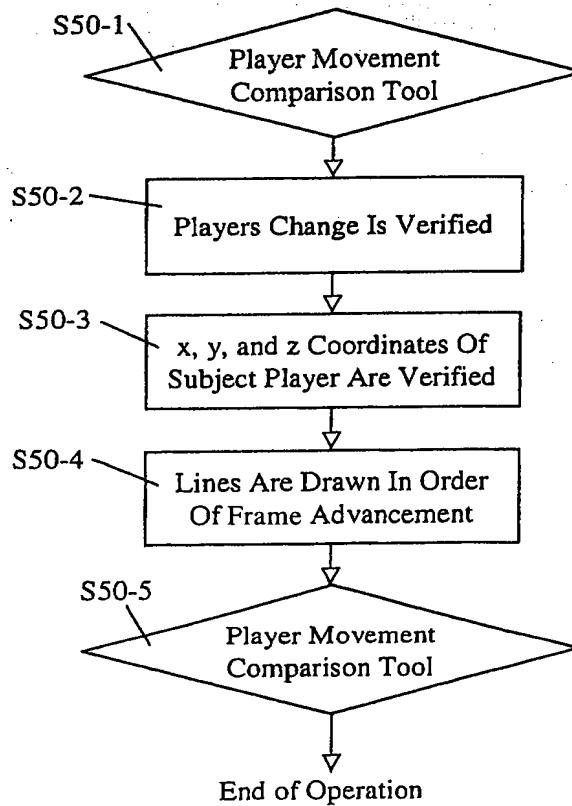 S50-1
Player Movement
Comparison Tool
S50-2
Players Change Is Verified
S50-3
x, y, and z Coordinates Of
Subject Player Are Verified
S50-4
Lines Are Drawn In Order
Of Frame Advancement
S50-5
Player Movement
Comparison Tool
End of Operation